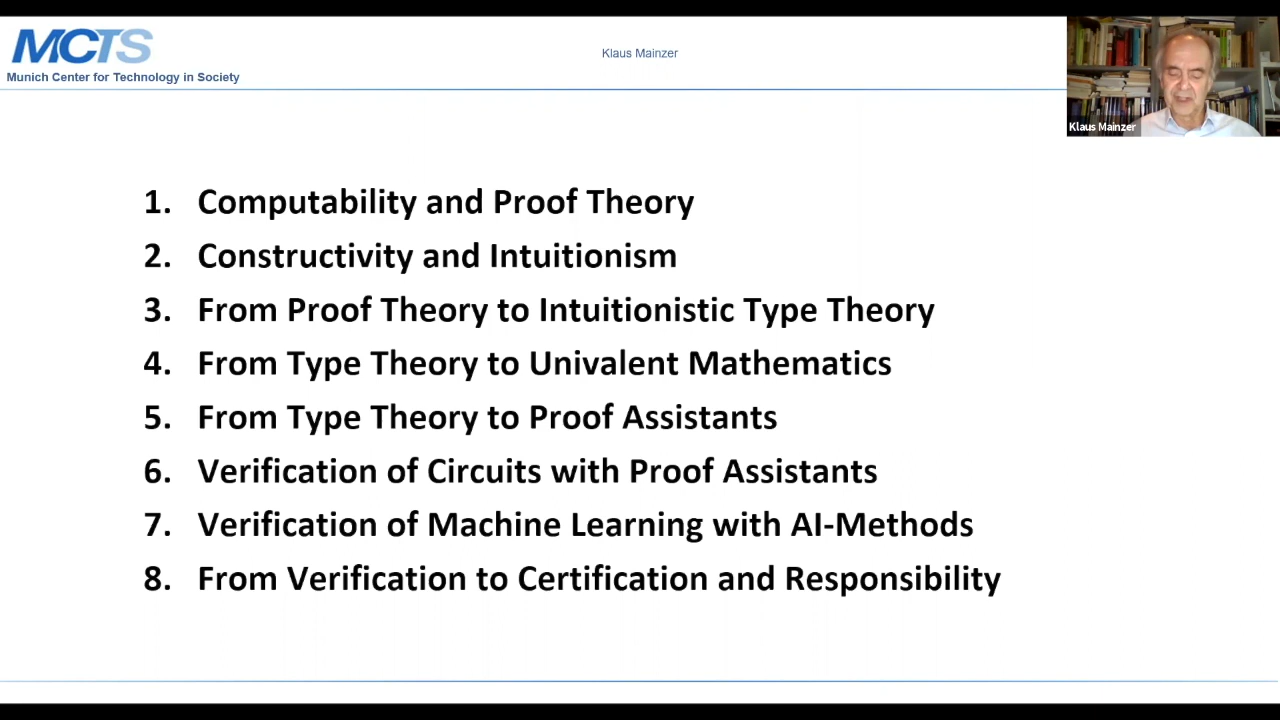 MCTS
Munich Center for Technology in Society
Klaus Mainzer
Klaus Mainzer
1. Computability and Proof Theory
2. Constructivity and Intuitionism
3. From Proof Theory to Intuitionistic Type Theory
4. From Type Theory to Univalent Mathematics
5. From Type Theory to Proof Assistants
6. Verification of Circuits with Proof Assistants
7. Verification of Machine Learning with AI-Methods
8. From Verification to Certification and Responsibility